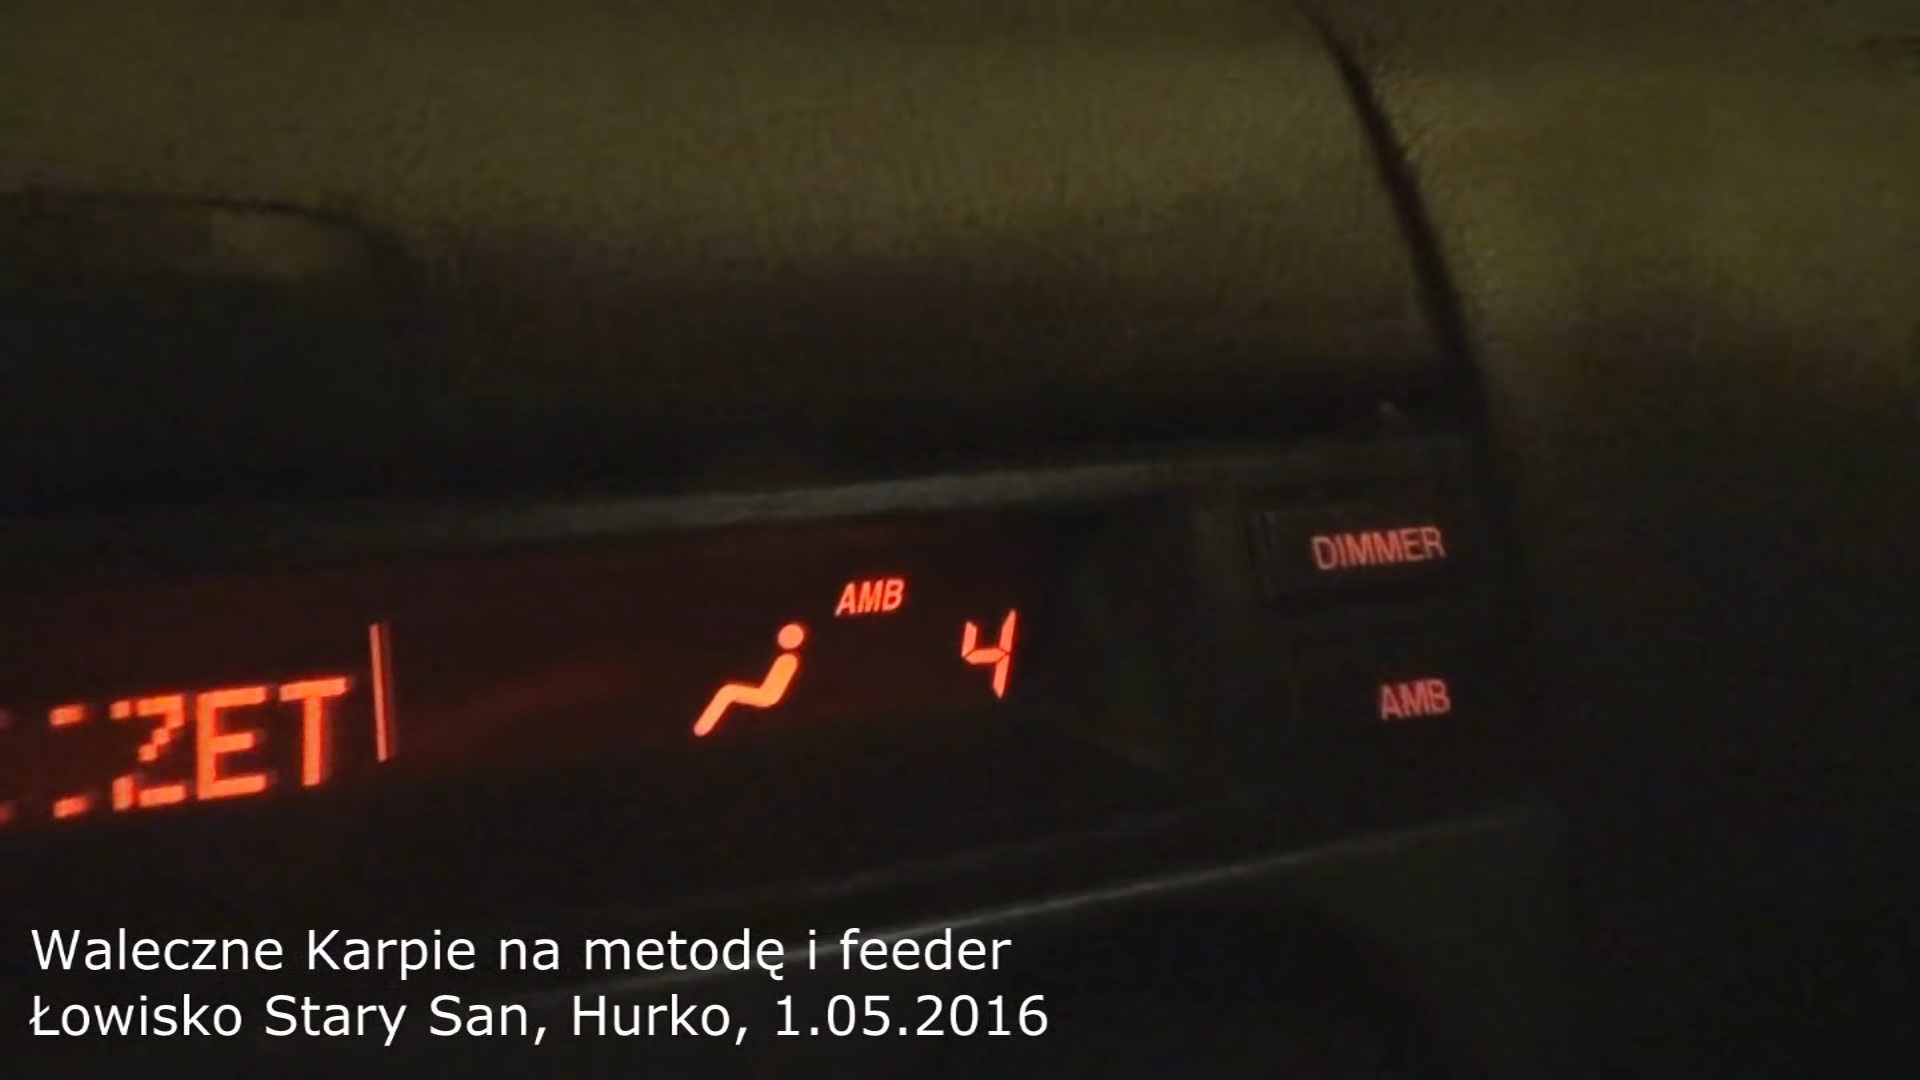 AMB
DIMMER
4
ZET
AMB
Waleczne Karpie na metodę i feeder
Łowisko Stary San, Hurko, 1.05.2016